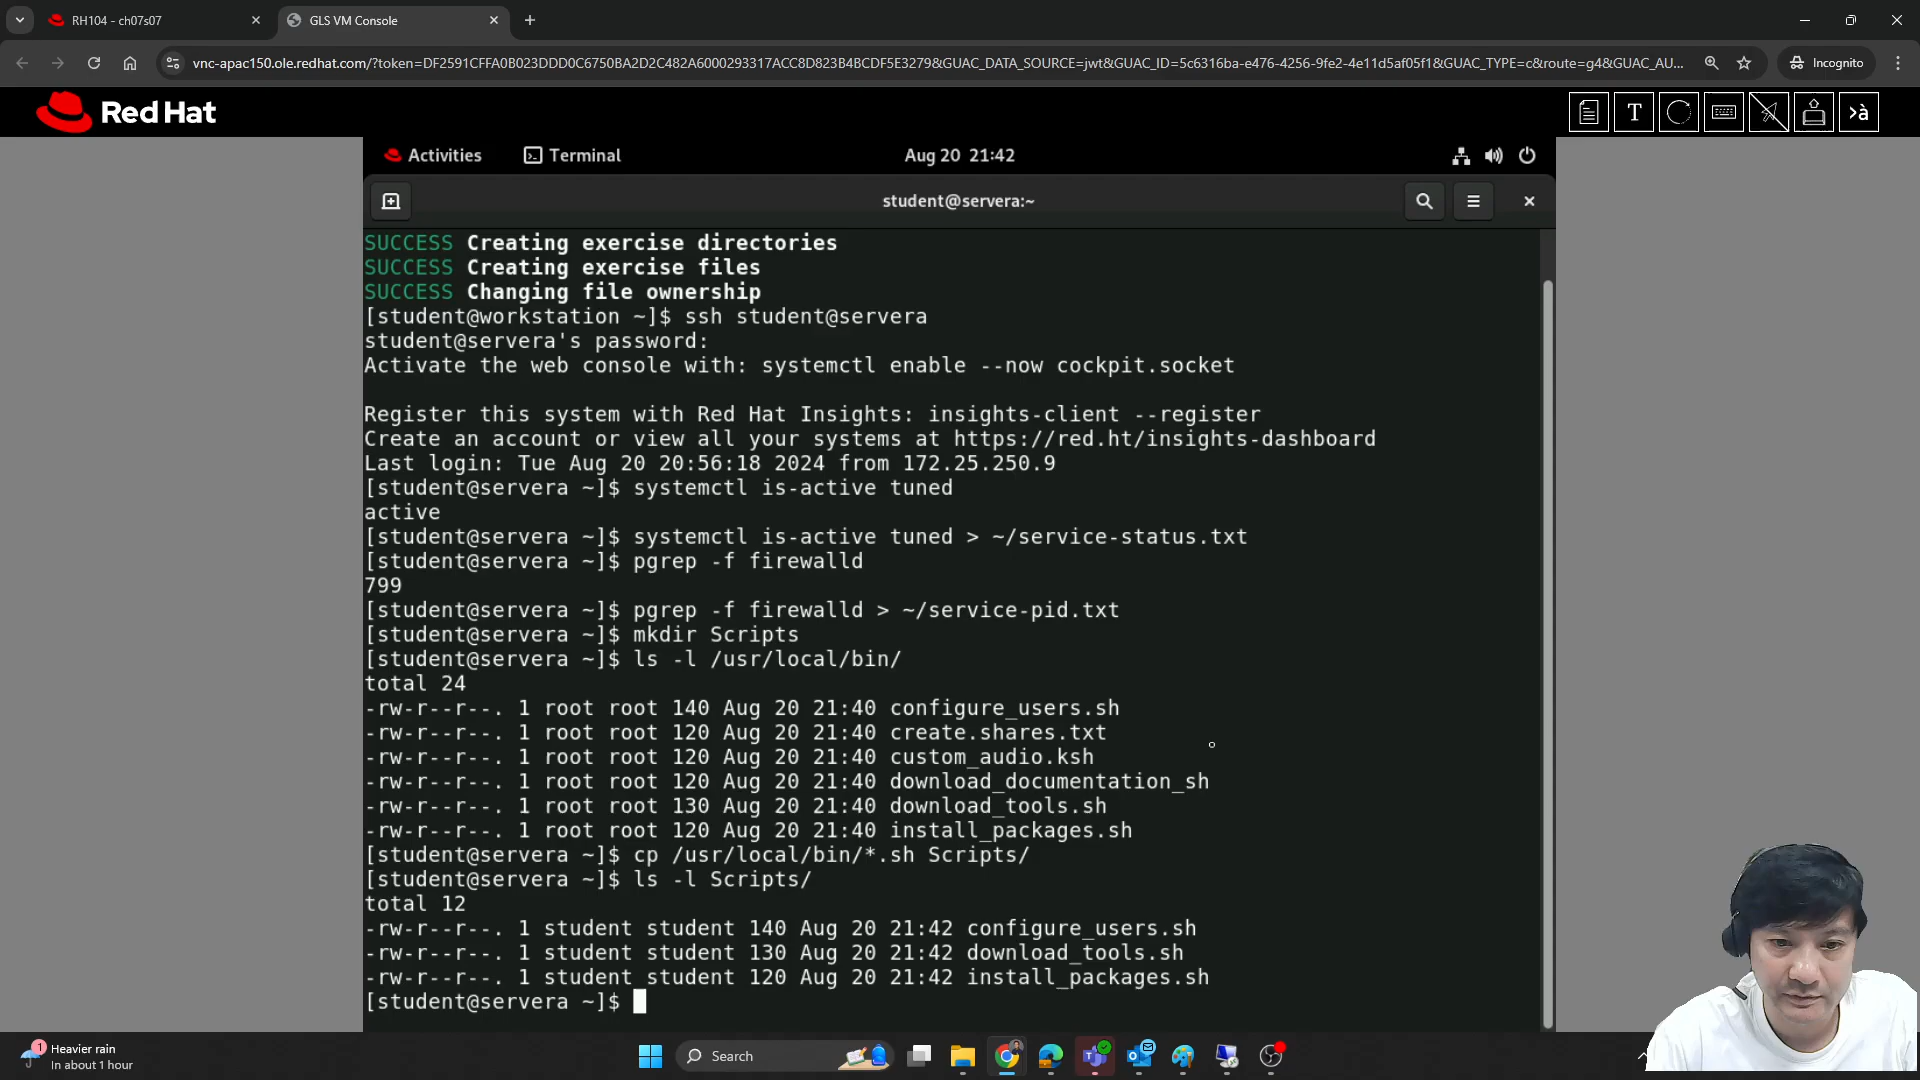 RH104 - ch07s07
GLS VM Console
vnc-apac150.ole.redhat.com/?token=DF2591CFFA0B023DDD0C6750BA2D2C482A6000293317ACC8D823B4BCDF5E3279&GUAC_DATA_SOURCE=jwt&GUAC_ID=5c6316ba-e476-4256-9fe2-4e11d5af05f1&GUAC_TYPE=c&route=g4&GUAC_AU...
Incognito
Red Hat
T
›à
Activities
Terminal
Aug 20 21:42
student@servera:~
SUCCESS Creating exercise directories
SUCCESS Creating exercise files
SUCCESS Changing file ownership
[student@workstation ~]$ ssh student@servera
student@servera's password:
Activate the web console with: systemctl enable --now cockpit.socket
Register this system with Red Hat Insights: insights-client --register
Create an account or view all your systems at https://red.ht/insights-dashboard
Last login: Tue Aug 20 20:56:18 2024 from 172.25.250.9
[student@servera ~]$ systemctl is-active tuned
active
[student@servera ~]$ systemctl is-active tuned > ~/service-status.txt
[student@servera ~]$ pgrep -f firewalld
799
[student@servera ~]$ pgrep -f firewalld > ~/service-pid.txt
[student@servera ~]$ mkdir Scripts
[student@servera ~]$ ls -l /usr/local/bin/
total 24
-rw-r--r--. 1 root root 140 Aug 20 21:40 configure_users.sh
-rw-r--r--. 1 root root 120 Aug 20 21:40 create.shares.txt
-rw-r--r--. 1 root root 120 Aug 20 21:40 custom_audio.ksh
-rw-r--r--. 1 root root 120 Aug 20 21:40 download_documentation_sh
-rw-r--r--. 1 root root 130 Aug 20 21:40 download_tools.sh
-rw-r--r--. 1 root root 120 Aug 20 21:40 install_packages.sh
[student@servera ~]$ cp /usr/local/bin/*.sh Scripts/
[student@servera ~]$ ls -l Scripts/
total 12
-rw-r--r--. 1 student student 140 Aug 20 21:42 configure_users.sh
-rw-r--r--. 1 student student 130 Aug 20 21:42 download_tools.sh
-rw-r--r--. 1 student student 120 Aug 20 21:42 install_packages.sh
[student@servera ~]$
1
Heavier rain
In about 1 hour
Search